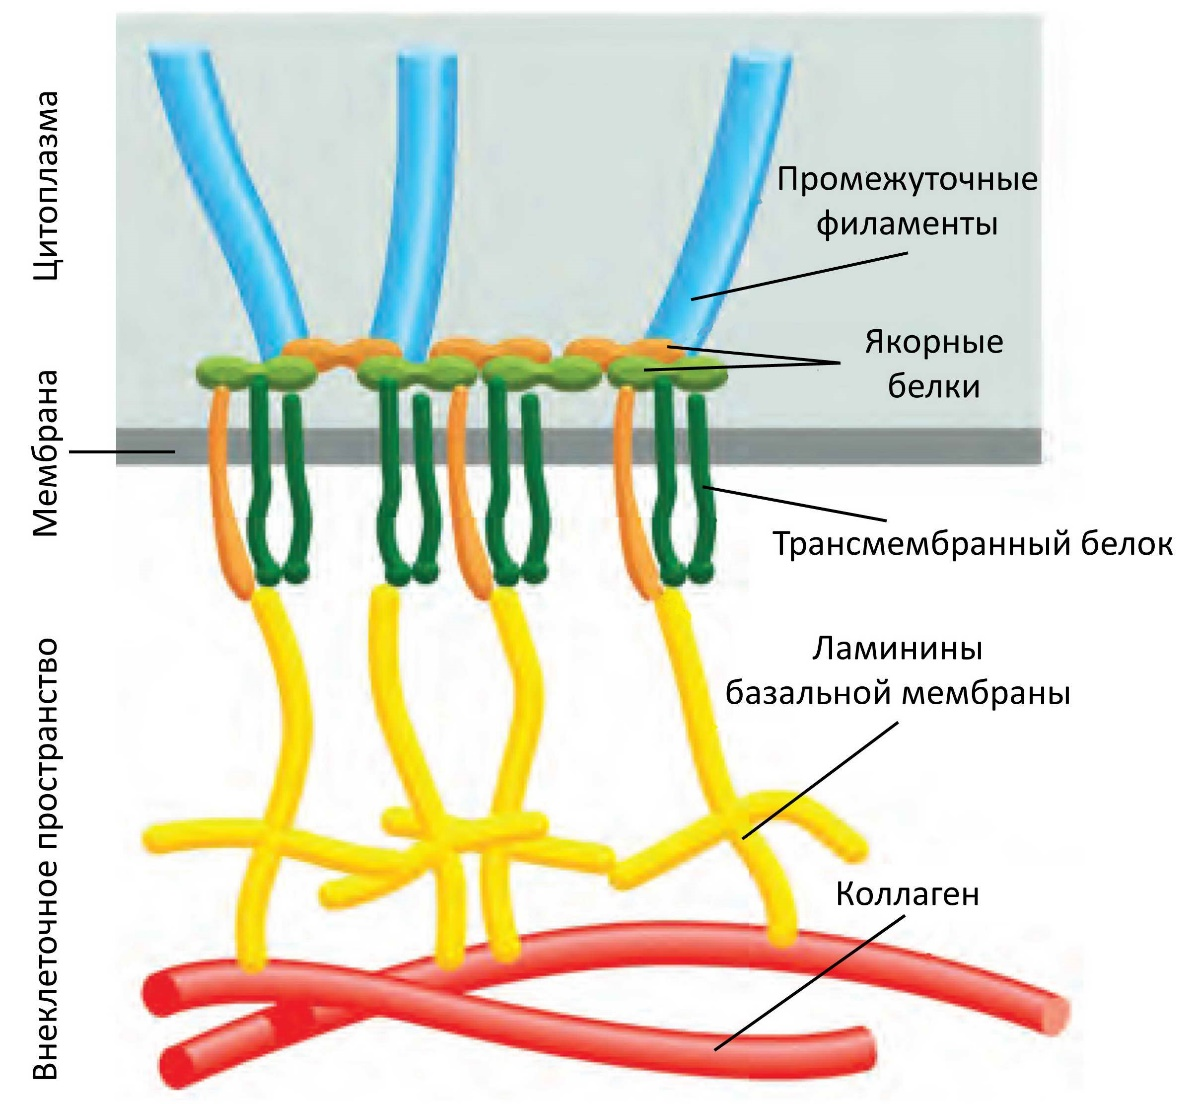 Цитоплазма
Промежуточные
филаменты
Якорные
белки
Мембрана
Трансмембранный белок
Ламинины
базальной мембраны
Внеклеточное пространство
Коллаген